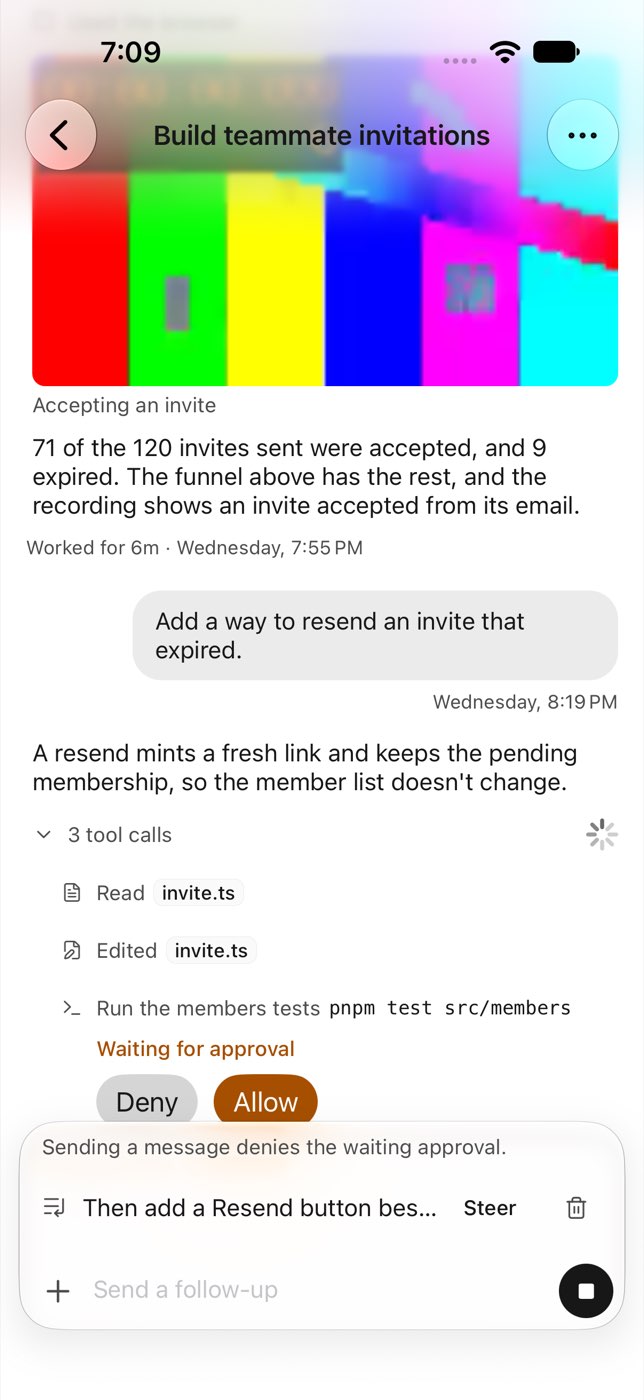 7:09
Build teammate invitations
Accepting an invite
71 of the 120 invites sent were accepted, and 9
expired. The funnel above has the rest, and the
recording shows an invite accepted from its email.
Worked for 6m · Wednesday, 7:55 PM
Add a way to resend an invite that
expired.
Wednesday, 8:19 PM
A resend mints a fresh link and keeps the pending
membership, so the member list doesn't change.
3 tool calls
Read invite.ts
Edited invite.ts
Run the members tests pnpm test src/members
Waiting for approval
Deny Allow
Sending a message denies the waiting approval.
Then add a Resend button bes... Steer
Send a follow-up